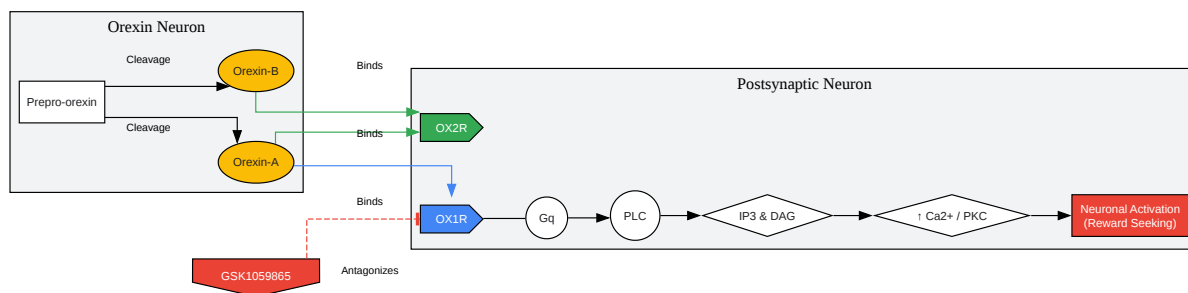 Orexin Neuron
Cleavage
Orexin-B
Binds
Prepro-orexin
Cleavage
Orexin-A
Postsynaptic Neuron
OX2R
Binds
Binds
OX1R
Gq
PLC
IP3 & DAG
↑ Ca2+ / PKC
Neuronal Activation
(Reward Seeking)
GSK1059865
Antagonizes